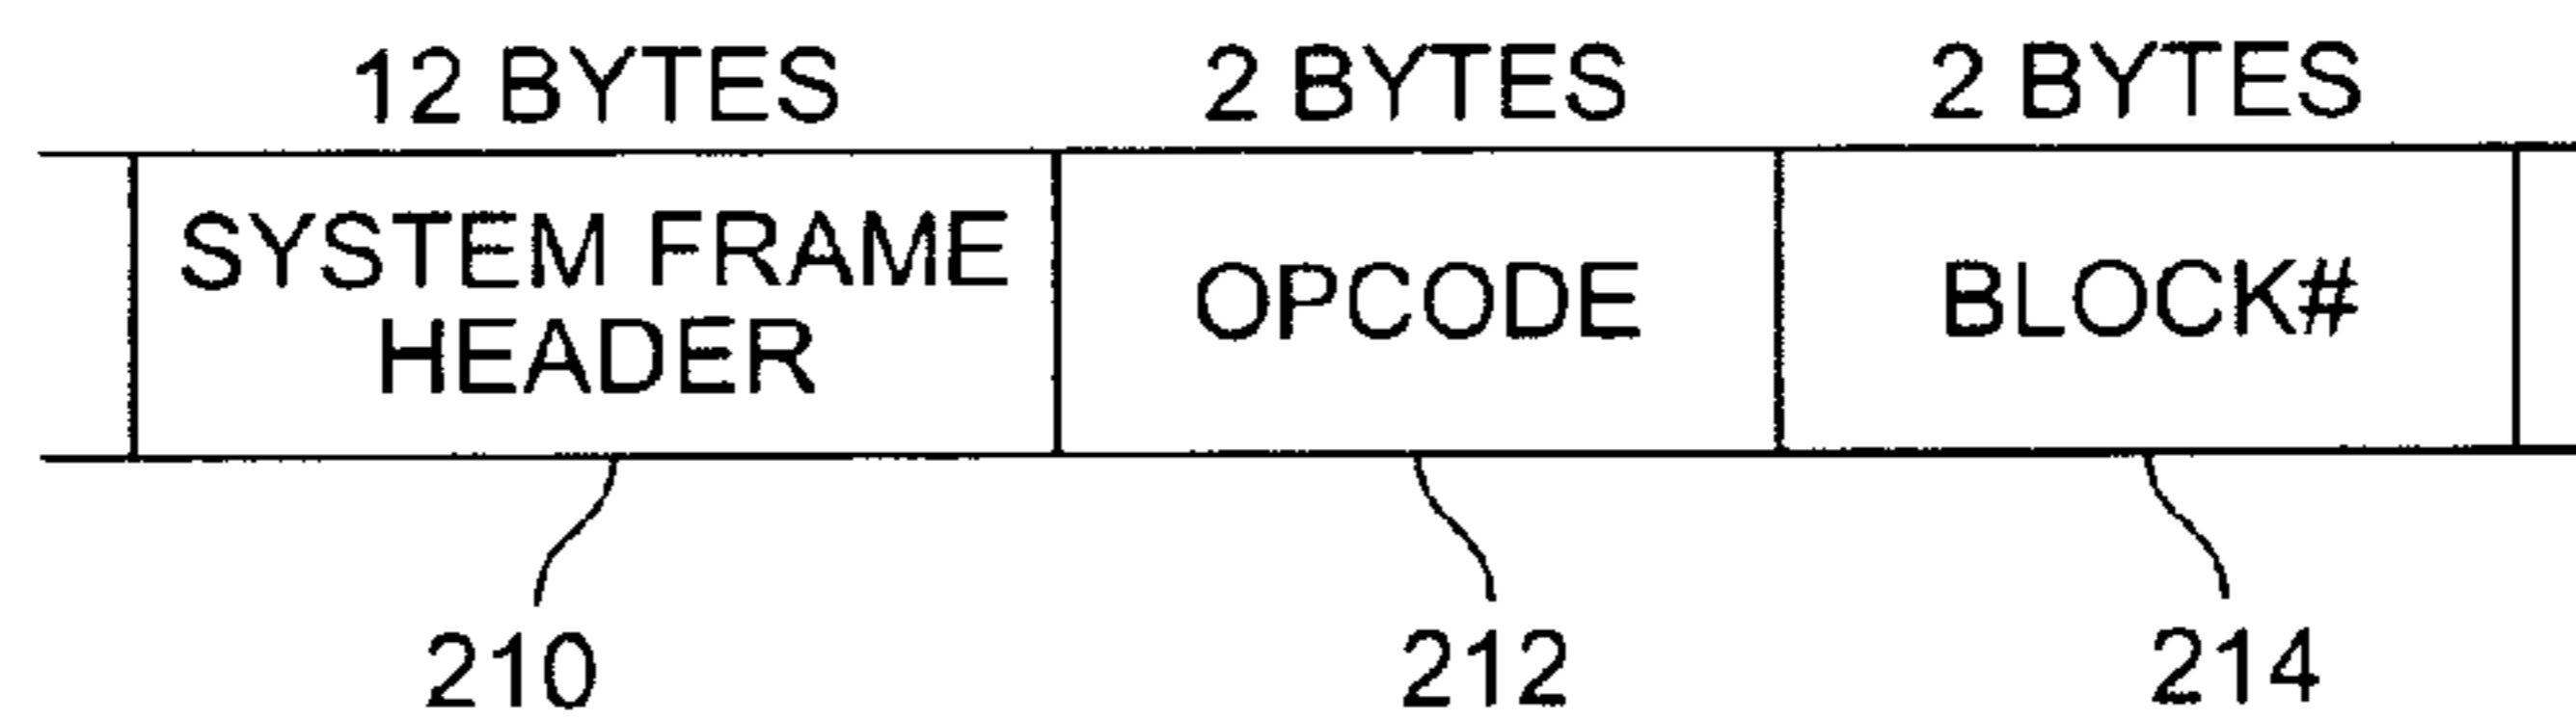 12 BYTES 2 BYTES 2 BYTES
SYSTEM FRAME
HEADER
OPCODE
BLOCK#
210 212 214